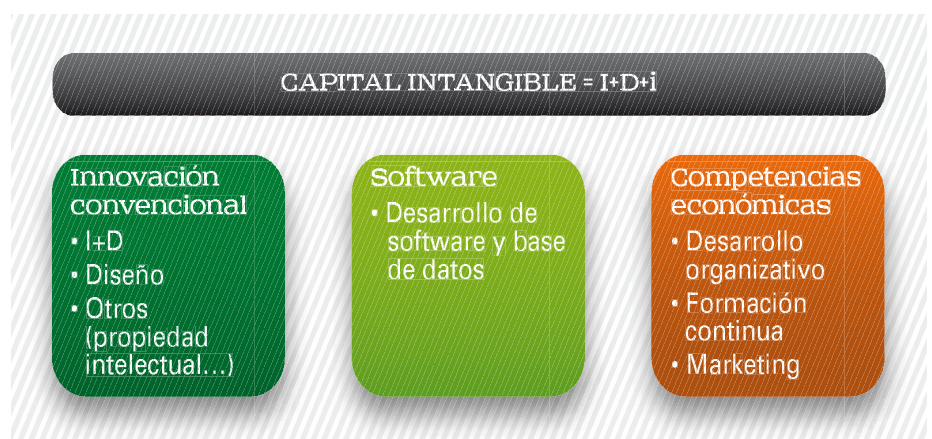 CAPITAL INTANGIBLE = I+D+i
Innovación
convencional
• I+D
• Diseño
• Otros
(propiedad
intelectual...)
Software
• Desarrollo de
software y base
de datos
Competencias
económicas
• Desarrollo
organizativo
• Formación
continua
• Marketing